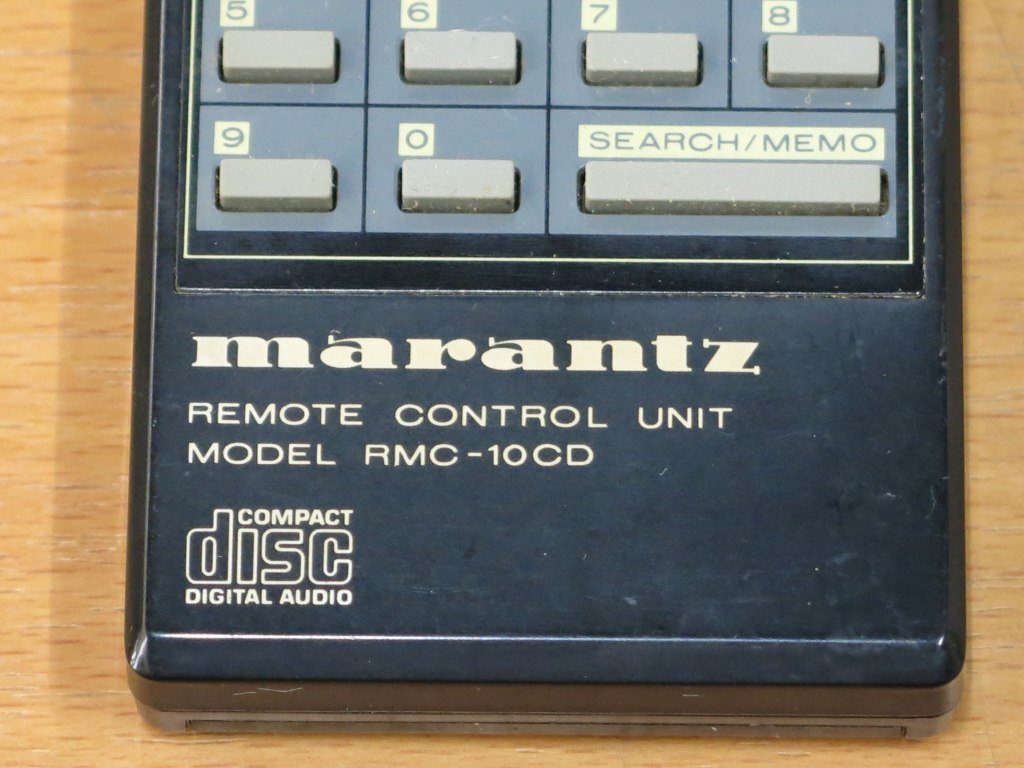 5 6 7 8
9 0 SEARCH/MEMO
marantz
REMOTE CONTROL UNIT
MODEL RMC-10CD
COMPACT
disc
DIGITAL AUDIO